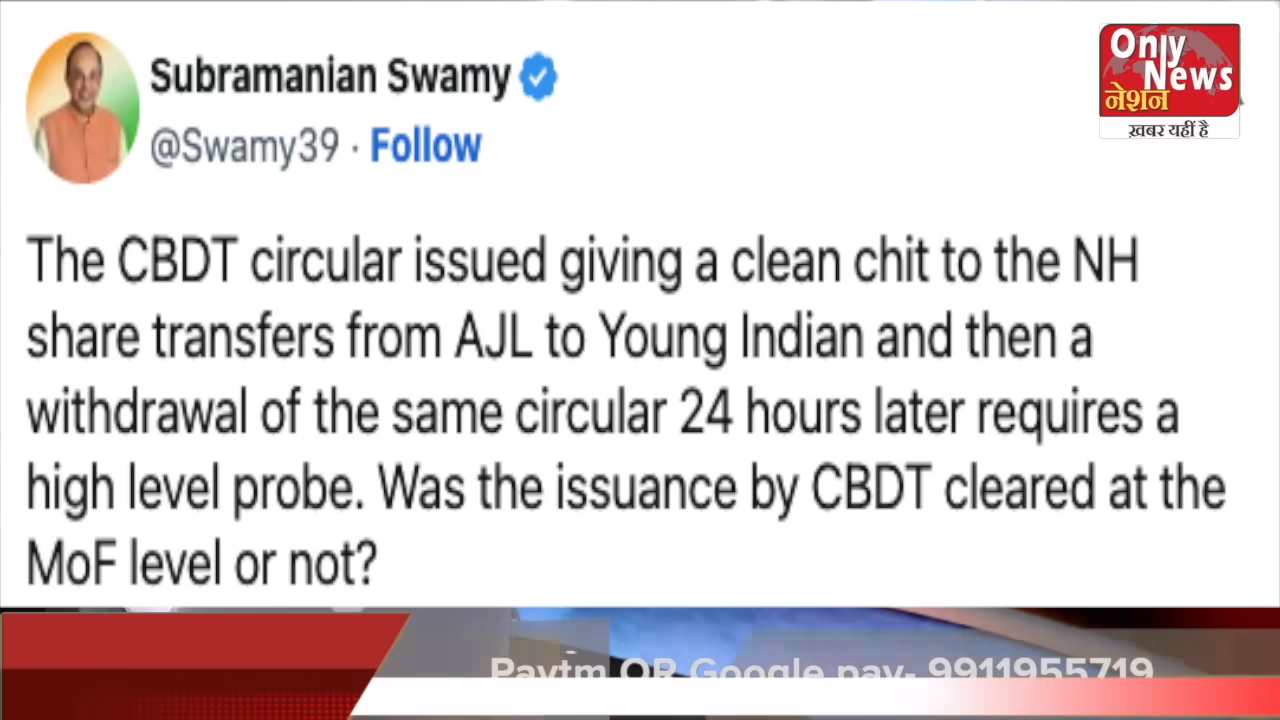 Subramanian Swamy
@Swamy39 · Follow
Only
News
नेशन
ख़बर यहीं है
The CBDT circular issued giving a clean chit to the NH
share transfers from AJL to Young Indian and then a
withdrawal of the same circular 24 hours later requires a
high level probe. Was the issuance by CBDT cleared at the
MoF level or not?
Paytm OR Google pay- 9911955719